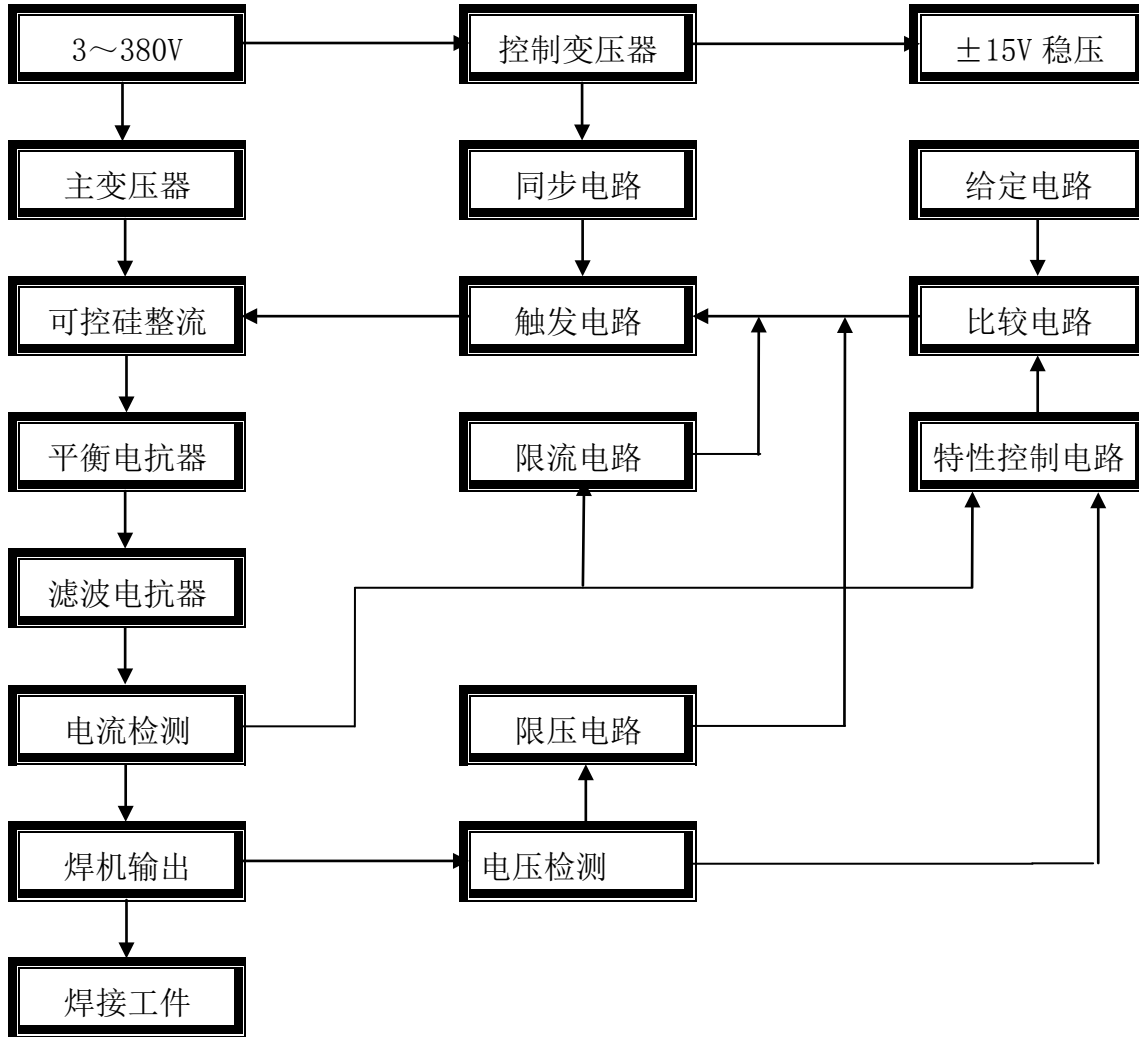 3～380V
控制变压器
±15V 稳压
主变压器
同步电路
给定电路
可控硅整流
触发电路
比较电路
平衡电抗器
限流电路
特性控制电路
滤波电抗器
电流检测
限压电路
焊机输出
电压检测
焊接工件